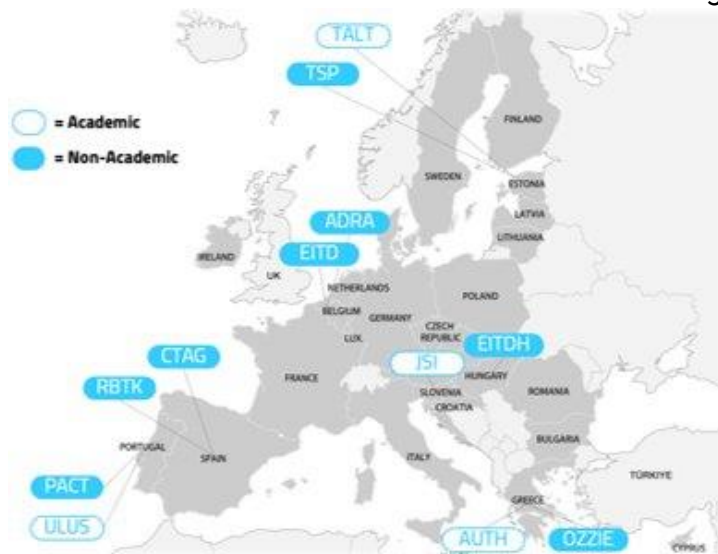 TALT
TSP
= Academic
= Non-Academic
FINLAND
SWEDEN
ESTONIA
LATVIA
LITHUANIA
ADRA
EITD
IRELAND
UK
NETHERLANDS
POLAND
BELGIUM
GERMANY
CZECH
REPUBLIC
LUX.
EITDH
CTAG
JSI
HUNGARY
RBTK
FRANCE
SLOVENIA
CROATIA
ROMANIA
BULGARIA
PORTUGAL
SPAIN
ITALY
TÜRKIYE
PACT
ULUS
GREECE
AUTH
OZZIE
CYPRUS